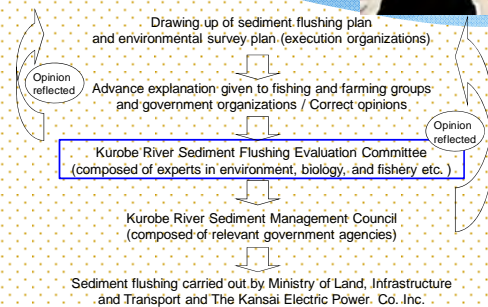 Drawing up of sediment flushing plan
and environmental survey plan (execution organizations)
Opinion
reflected
Advance explanation given to fishing and farming groups
and government organizations / Correct opinions
Opinion
reflected
Kurobe River Sediment Flushing Evaluation Committee
(composed of experts in environment, biology, and fishery etc. )
Kurobe River Sediment Management Council
(composed of relevant government agencies)
Sediment flushing carried out by Ministry of Land, Infrastructure
and Transport and The Kansai Electric Power Co. Inc.